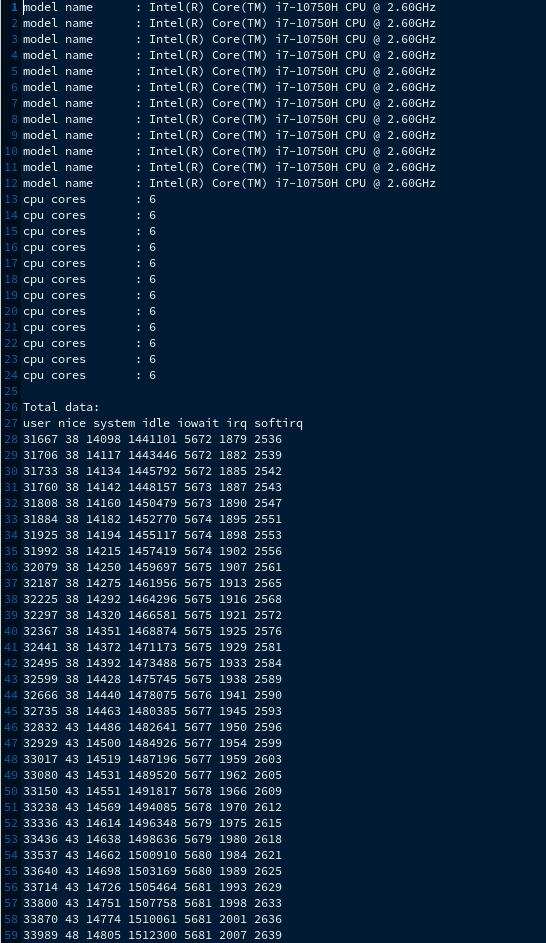 1 model name      : Intel(R) Core(TM) i7-10750H CPU @ 2.60GHz
2 model name      : Intel(R) Core(TM) i7-10750H CPU @ 2.60GHz
3 model name      : Intel(R) Core(TM) i7-10750H CPU @ 2.60GHz
4 model name      : Intel(R) Core(TM) i7-10750H CPU @ 2.60GHz
5 model name      : Intel(R) Core(TM) i7-10750H CPU @ 2.60GHz
6 model name      : Intel(R) Core(TM) i7-10750H CPU @ 2.60GHz
7 model name      : Intel(R) Core(TM) i7-10750H CPU @ 2.60GHz
8 model name      : Intel(R) Core(TM) i7-10750H CPU @ 2.60GHz
9 model name      : Intel(R) Core(TM) i7-10750H CPU @ 2.60GHz
10 model name      : Intel(R) Core(TM) i7-10750H CPU @ 2.60GHz
11 model name      : Intel(R) Core(TM) i7-10750H CPU @ 2.60GHz
12 model name      : Intel(R) Core(TM) i7-10750H CPU @ 2.60GHz
13 cpu cores       : 6
14 cpu cores       : 6
15 cpu cores       : 6
16 cpu cores       : 6
17 cpu cores       : 6
18 cpu cores       : 6
19 cpu cores       : 6
20 cpu cores       : 6
21 cpu cores       : 6
22 cpu cores       : 6
23 cpu cores       : 6
24 cpu cores       : 6
25
26 Total data:
27 user nice system idle iowait irq softirq
28 31667 38 14098 1441101 5672 1879 2536
29 31706 38 14117 1443446 5672 1882 2539
30 31733 38 14134 1445792 5672 1885 2542
31 31760 38 14142 1448157 5673 1887 2543
32 31808 38 14160 1450479 5673 1890 2547
33 31884 38 14182 1452770 5674 1895 2551
34 31925 38 14194 1455117 5674 1898 2553
35 31992 38 14215 1457419 5674 1902 2556
36 32079 38 14250 1459697 5675 1907 2561
37 32187 38 14275 1461956 5675 1913 2565
38 32225 38 14292 1464296 5675 1916 2568
39 32297 38 14320 1466581 5675 1921 2572
40 32367 38 14351 1468874 5675 1925 2576
41 32441 38 14372 1471173 5675 1929 2581
42 32495 38 14392 1473488 5675 1933 2584
43 32599 38 14428 1475745 5675 1938 2589
44 32666 38 14440 1478075 5676 1941 2590
45 32735 38 14463 1480385 5677 1945 2593
46 32832 43 14486 1482641 5677 1950 2596
47 32929 43 14500 1484926 5677 1954 2599
48 33017 43 14519 1487196 5677 1959 2603
49 33080 43 14531 1489520 5677 1962 2605
50 33150 43 14551 1491817 5678 1966 2609
51 33238 43 14569 1494085 5678 1970 2612
52 33336 43 14614 1496348 5679 1975 2615
53 33436 43 14638 1498636 5679 1980 2618
54 33537 43 14662 1500910 5680 1984 2621
55 33640 43 14698 1503169 5680 1989 2625
56 33714 43 14726 1505464 5681 1993 2629
57 33800 43 14751 1507758 5681 1998 2633
58 33870 43 14774 1510061 5681 2001 2636
59 33989 48 14805 1512300 5681 2007 2639